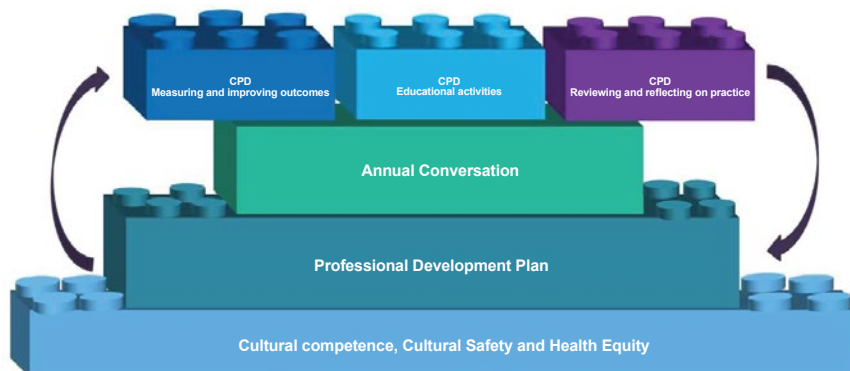 CPD
Measuring and improving outcomes
CPD
Educational activities
CPD
Reviewing and reflecting on practice
Annual Conversation
Professional Development Plan
Cultural competence, Cultural Safety and Health Equity